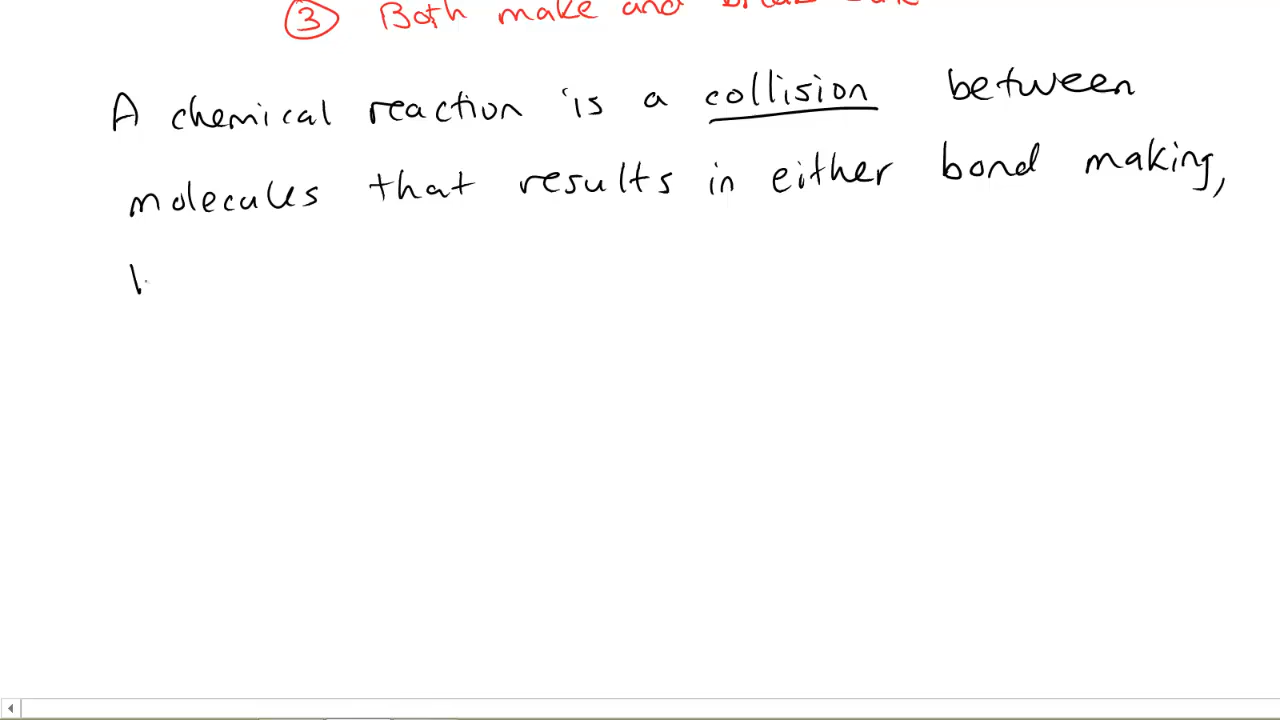 ③ Both make and
A chemical reaction is a collision between
molecules that results in either bond making,